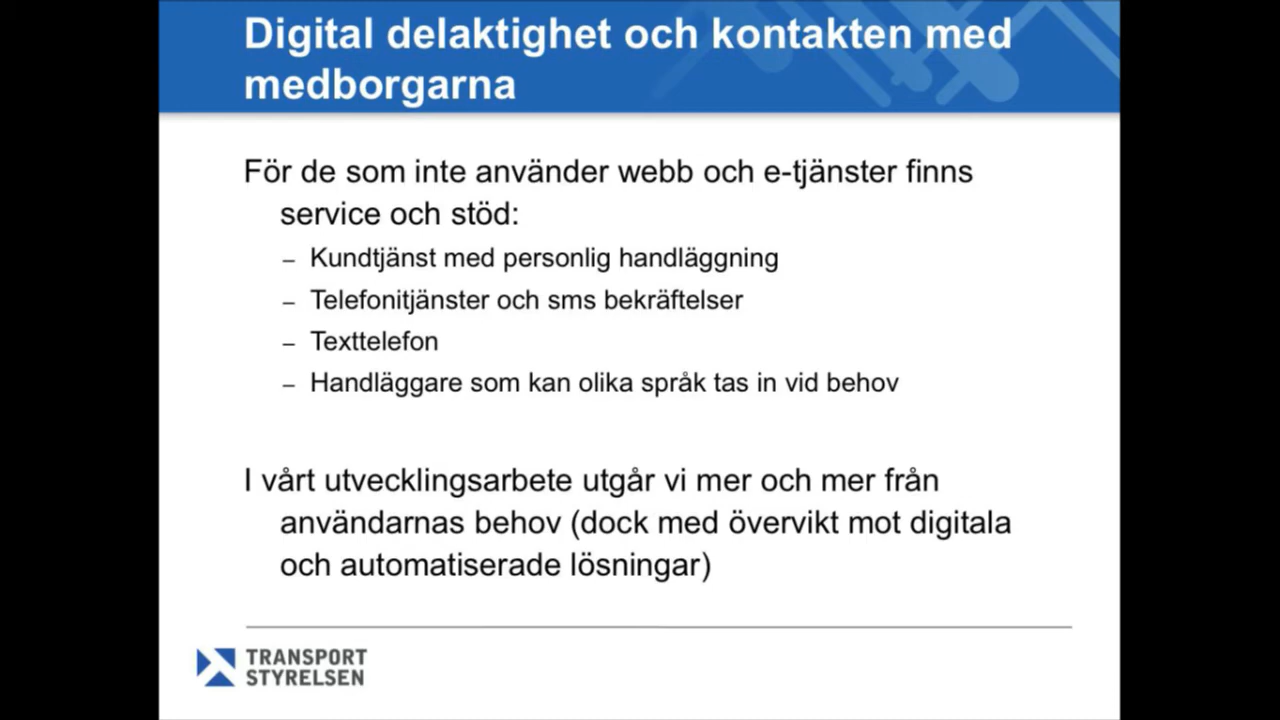 Digital delaktighet och kontakten med
medborgarna
För de som inte använder webb och e-tjänster finns
service och stöd:
– Kundtjänst med personlig handläggning
– Telefonitjänster och sms bekräftelser
– Texttelefon
– Handläggare som kan olika språk tas in vid behov
I vårt utvecklingsarbete utgår vi mer och mer från
användarnas behov (dock med övervikt mot digitala
och automatiserade lösningar)
TRANSPORT
STYRELSEN